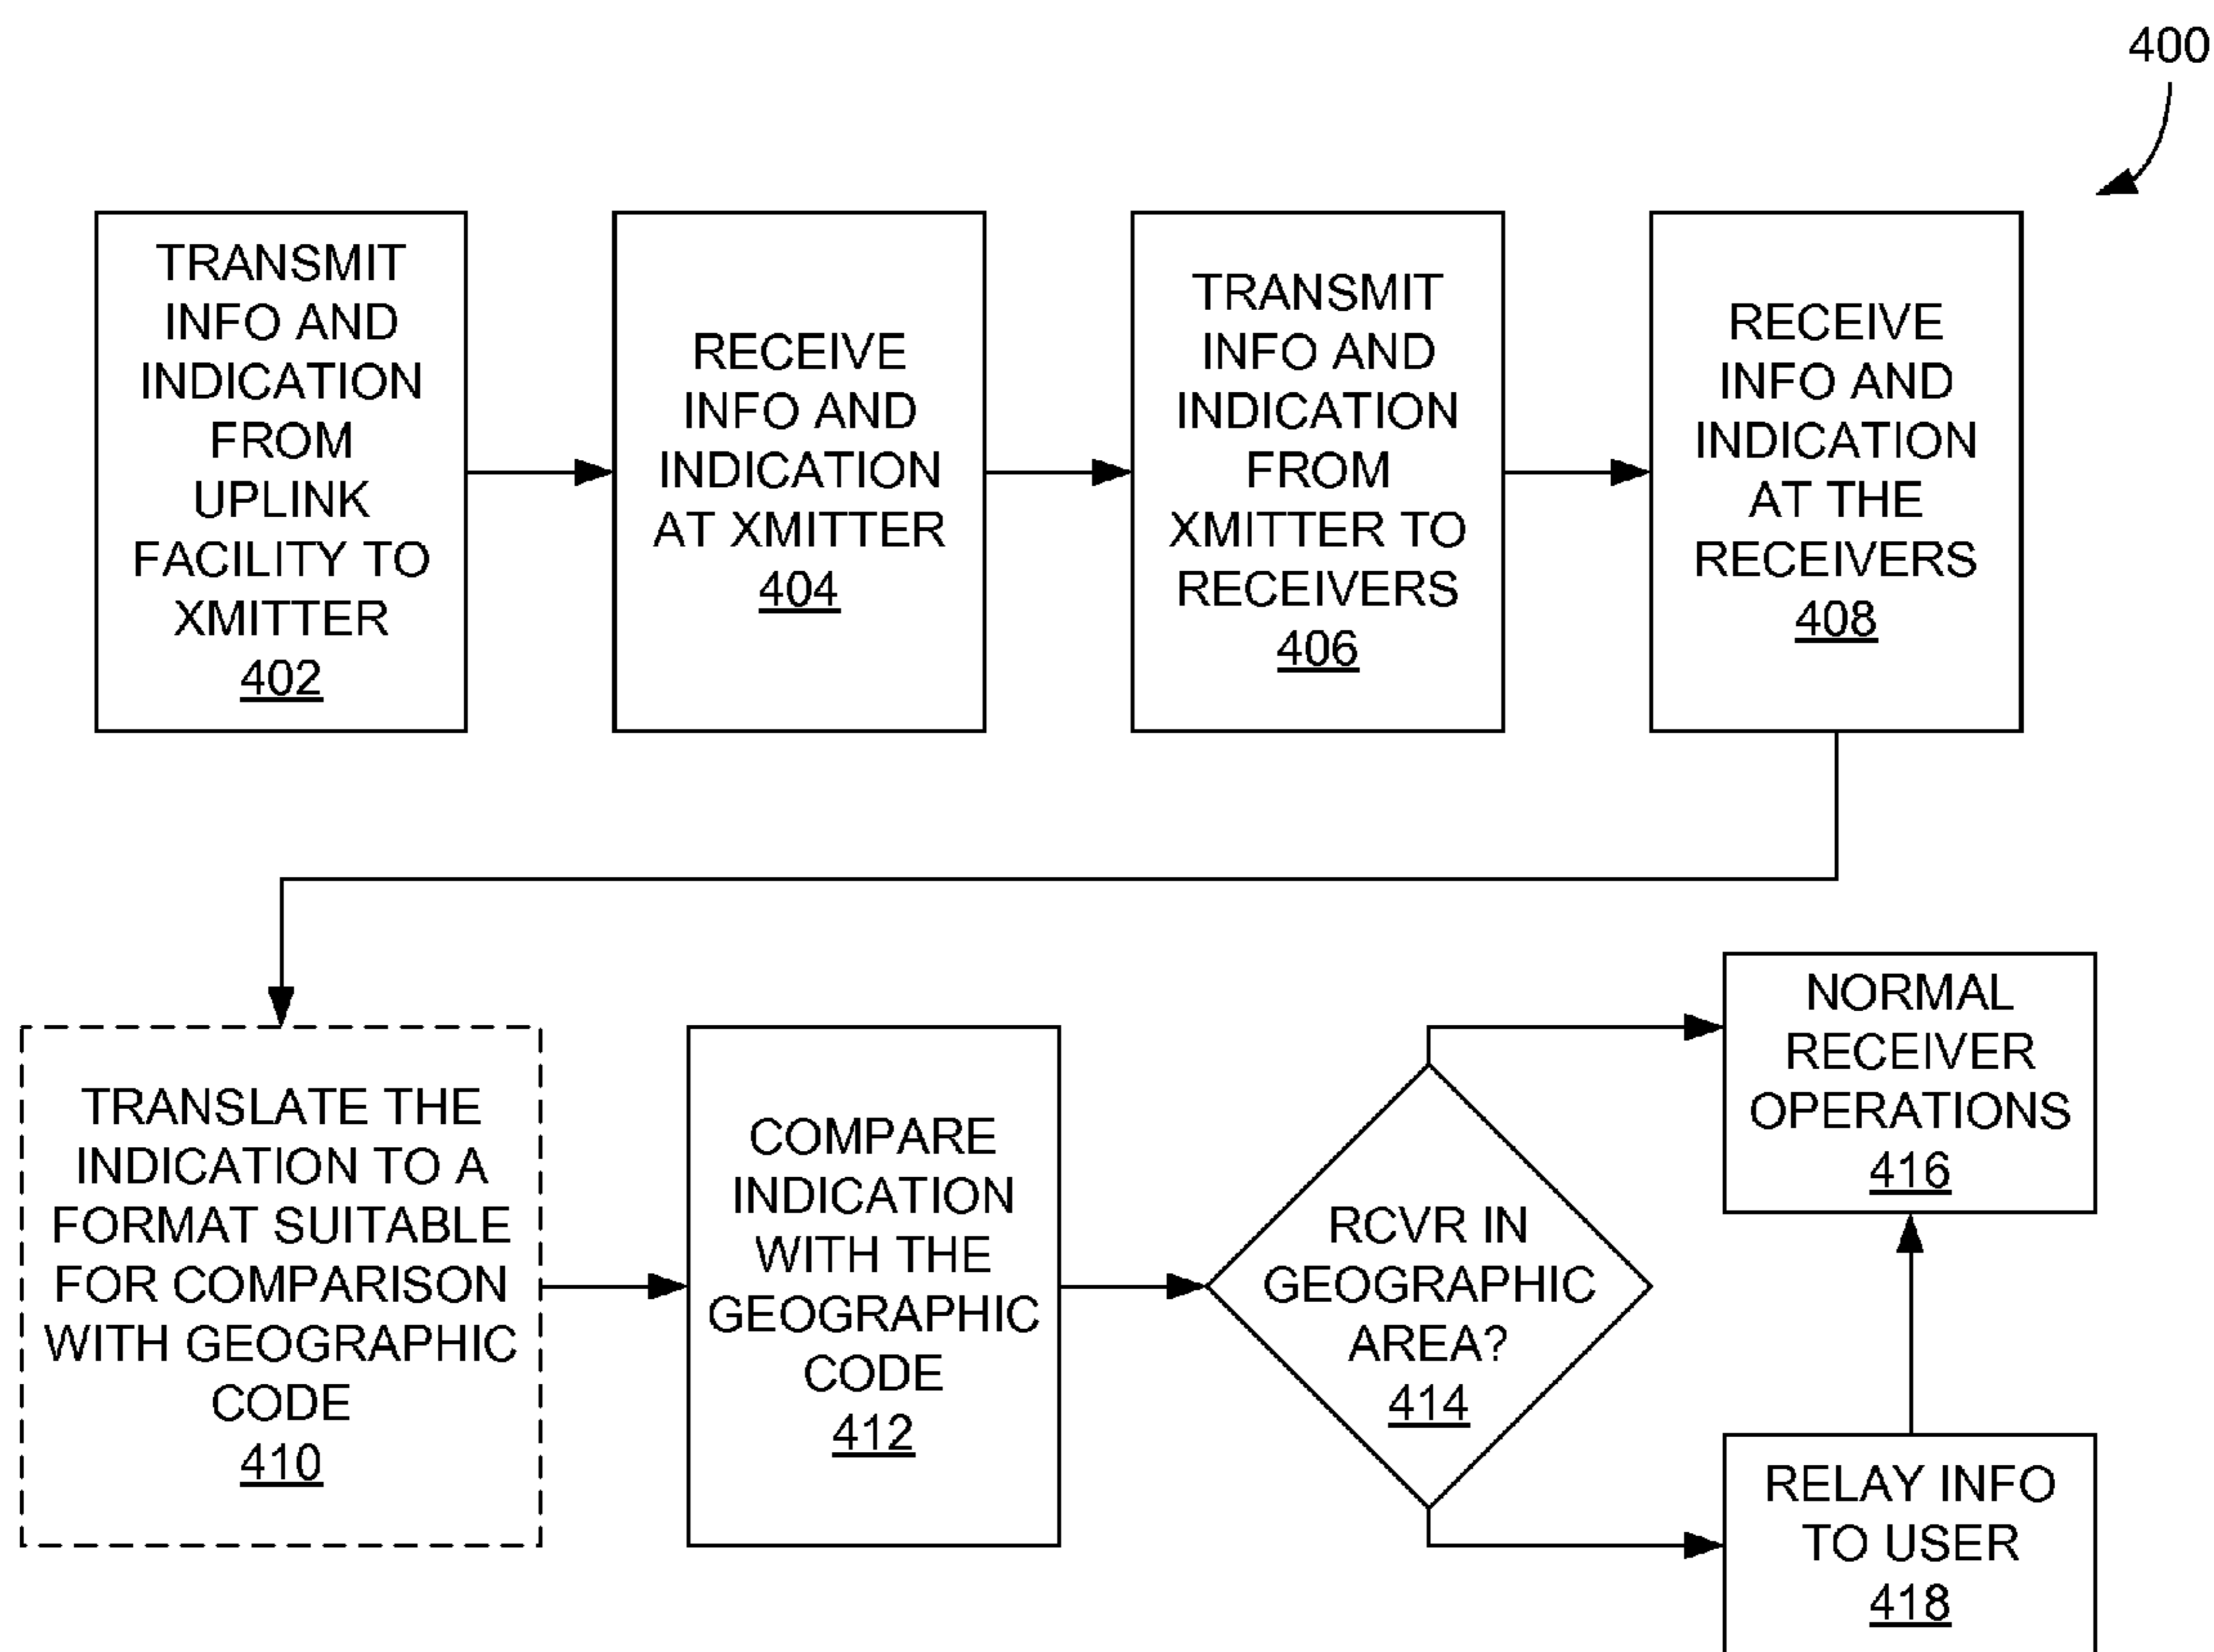 400
TRANSMIT
INFO AND
INDICATION
FROM
UPLINK
FACILITY TO
XMITTER
402
RECEIVE
INFO AND
INDICATION
AT XMITTER
404
TRANSMIT
INFO AND
INDICATION
FROM
XMITTER TO
RECEIVERS
406
RECEIVE
INFO AND
INDICATION
AT THE
RECEIVERS
408
TRANSLATE THE
INDICATION TO A
FORMAT SUITABLE
FOR COMPARISON
WITH GEOGRAPHIC
CODE
410
COMPARE
INDICATION
WITH THE
GEOGRAPHIC
CODE
412
RCVR IN
GEOGRAPHIC
AREA?
414
NORMAL
RECEIVER
OPERATIONS
416
RELAY INFO
TO USER
418